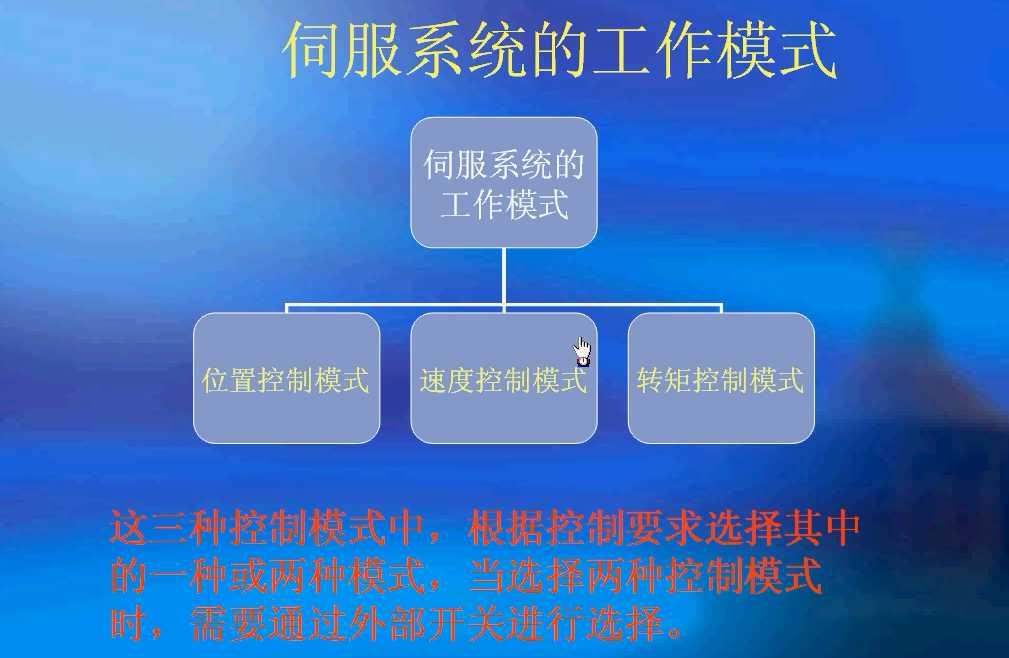 伺服系统的工作模式
伺服系统的
工作模式
位置控制模式
速度控制模式
转矩控制模式
这三种控制模式中，根据控制要求选择其中
的一种或两种模式，当选择两种控制模式
时，需要通过外部开关进行选择。